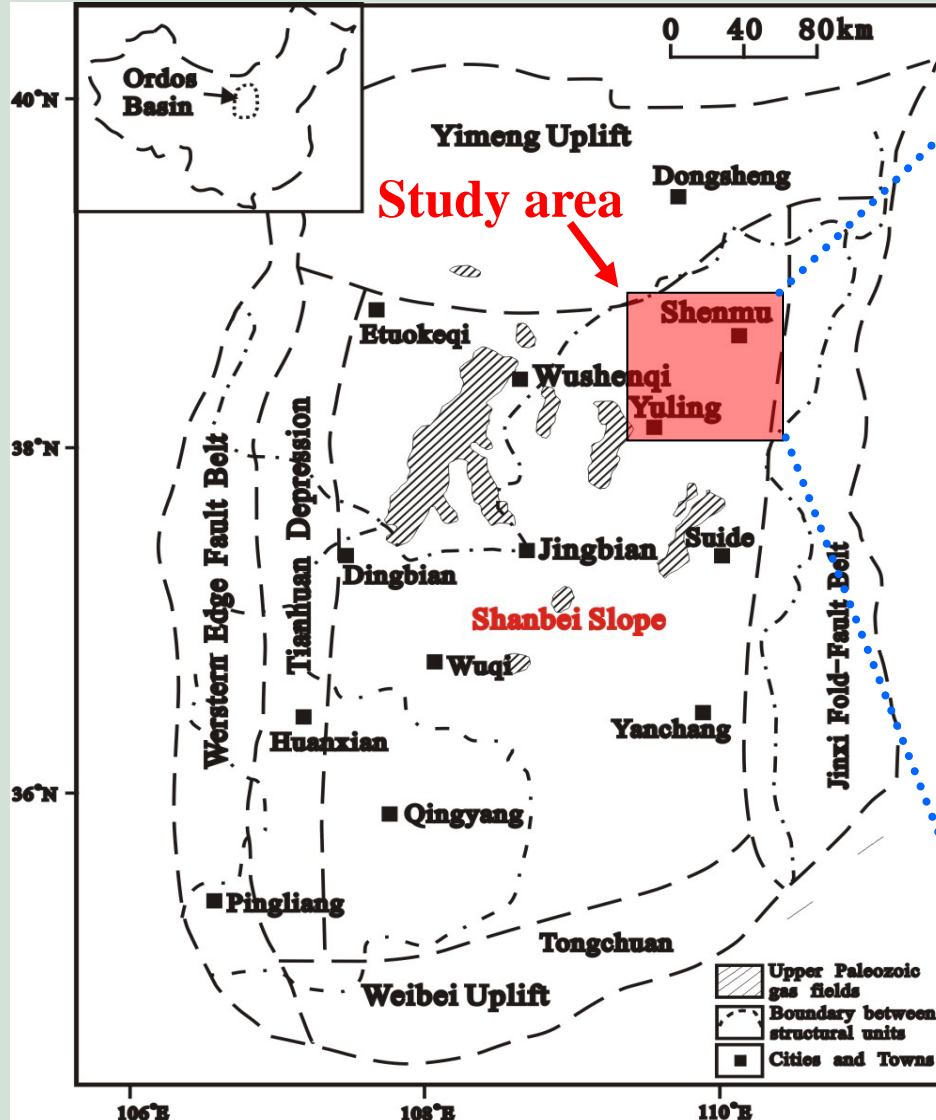 0 40 80km
Ordos
Basin
40°N
Yimeng Uplift
Dongsheng
Study area
Shenmu
Etuokeqi
Wushenqi
Yuling
38°N
Werstern Edge Fault Belt
Tianhuan Depression
Jingbian
Suide
Dingbian
Shanbei Slope
Jinxi Fold-Fault Belt
Wuqi
Yanchang
Huanxian
36°N
Qingyang
Pingliang
Tongchuan
Weibei Uplift
Upper Paleozoic
gas fields
Boundary between
structural units
Cities and Towns
106°E 108°E 110°E